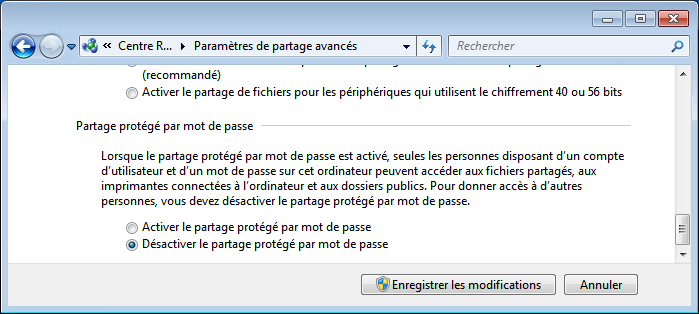 Centre R... Paramètres de partage avancés Rechercher
(recommandé)
Activer le partage de fichiers pour les périphériques qui utilisent le chiffrement 40 ou 56 bits
Partage protégé par mot de passe
Lorsque le partage protégé par mot de passe est activé, seules les personnes disposant d’un compte
d’utilisateur et d’un mot de passe sur cet ordinateur peuvent accéder aux fichiers partagés, aux
imprimantes connectées à l’ordinateur et aux dossiers publics. Pour donner accès à d’autres
personnes, vous devez désactiver le partage protégé par mot de passe.
Activer le partage protégé par mot de passe
Désactiver le partage protégé par mot de passe
Enregistrer les modifications Annuler